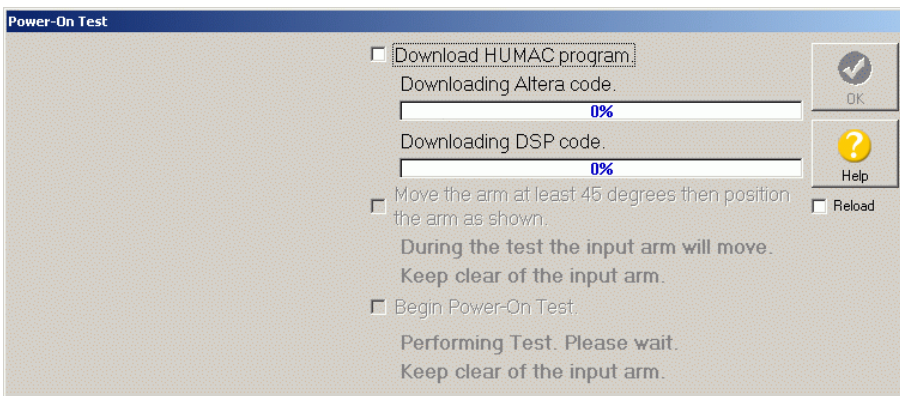 Power-On Test
Download HUMAC program.
Downloading Altera code.
0%
OK
Downloading DSP code.
0%
Help
Move the arm at least 45 degrees then position
the arm as shown.
Reload
During the test the input arm will move.
Keep clear of the input arm.
Begin Power-On Test.
Performing Test. Please wait.
Keep clear of the input arm.